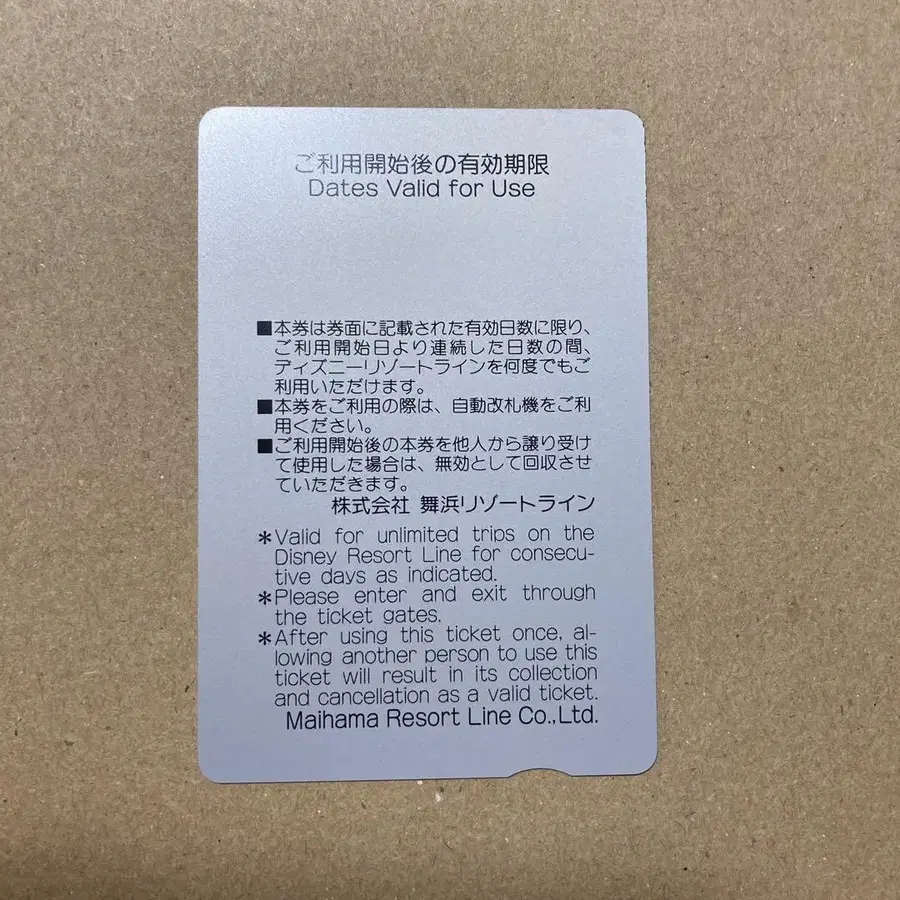 ご利用開始後の有効期限
Dates Valid for Use
■本券は券面に記載された有効日数に限り、
ご利用開始日より連続した日数の間、
ディズニーリゾートラインを何度でもご
利用いただけます。
■本券をご利用の際は、自動改札機をご利
用ください。
■ご利用開始後の本券を他人から譲り受け
て使用した場合は、無効として回収させ
ていただきます。
株式会社 舞浜リゾートライン
*Valid for unlimited trips on the
Disney Resort Line for consecu-
tive days as indicated.
*Please enter and exit through
the ticket gates.
*After using this ticket once, al-
lowing another person to use this
ticket will result in its collection
and cancellation as a valid ticket.
Maihama Resort Line Co.,Ltd.